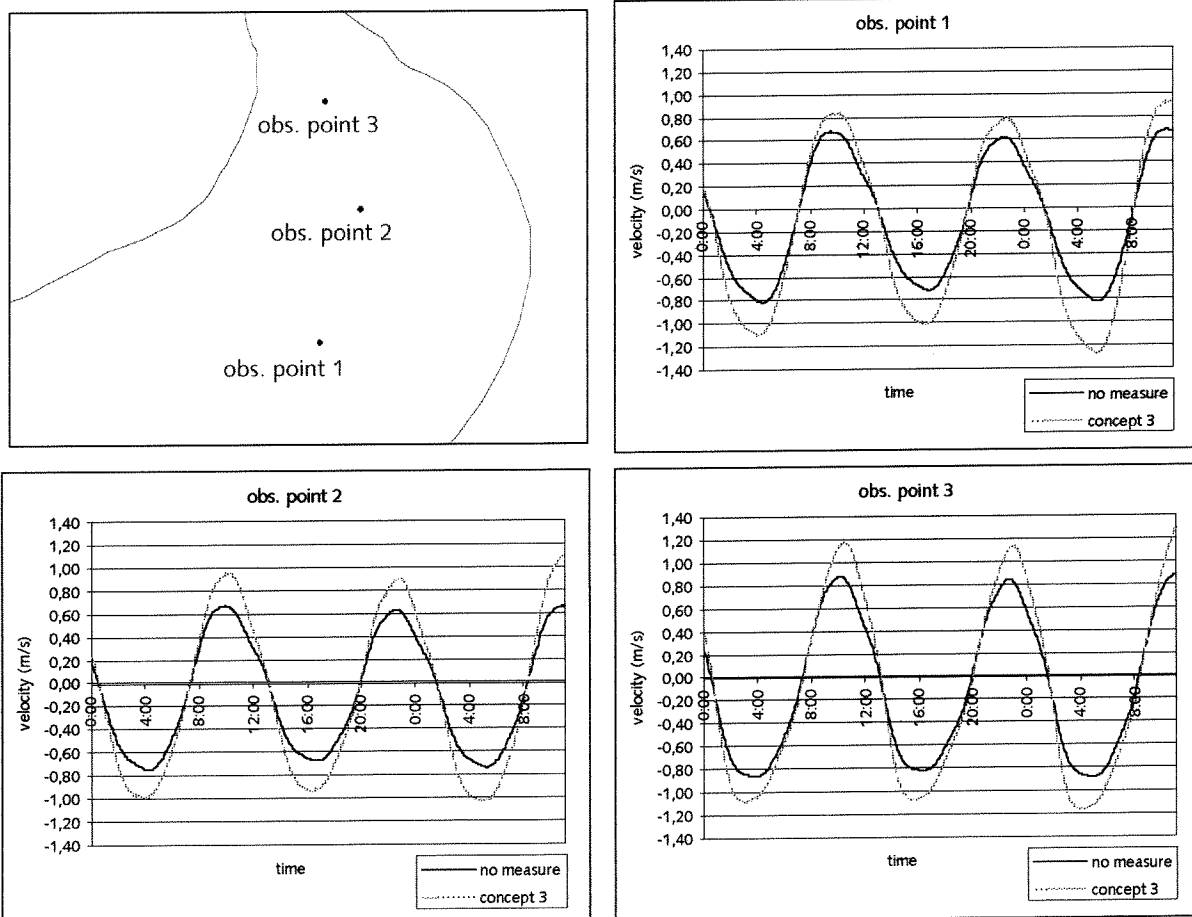 obs. point 3
obs. point 2
obs. point 1
obs. point 1
1,40
1,20
1,00
0,80
0,60
0,40
0,20
0,00
-0,20
-0,40
-0,60
-0,80
-1,00
-1,20
-1,40
velocity (m/s)
0:00 4:00 8:00 12:00 16:00 20:00 0:00 4:00 8:00
time
no measure
concept 3
obs. point 2
1,40
1,20
1,00
0,80
0,60
0,40
0,20
0,00
-0,20
-0,40
-0,60
-0,80
-1,00
-1,20
-1,40
velocity (m/s)
0:00 4:00 8:00 12:00 16:00 20:00 0:00 4:00 8:00
time
no measure
concept 3
obs. point 3
1,40
1,20
1,00
0,80
0,60
0,40
0,20
0,00
-0,20
-0,40
-0,60
-0,80
-1,00
-1,20
-1,40
velocity (m/s)
0:00 4:00 8:00 12:00 16:00 20:00 0:00 4:00 8:00
time
no measure
concept 3